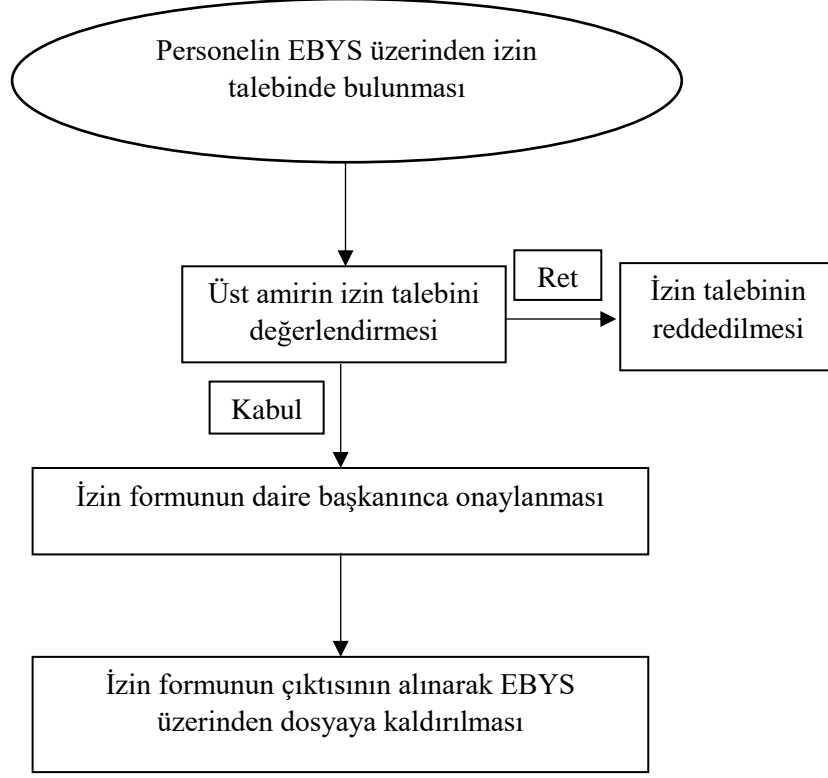 Personelin EBYS üzerinden izin
talebinde bulunması
Üst amirin izin talebini
değerlendirmesi
Ret
İzin talebinin
reddedilmesi
Kabul
İzin formunun daire başkanınca onaylanması
İzin formunun çıktısının alınarak EBYS
üzerinden dosyaya kaldırılması